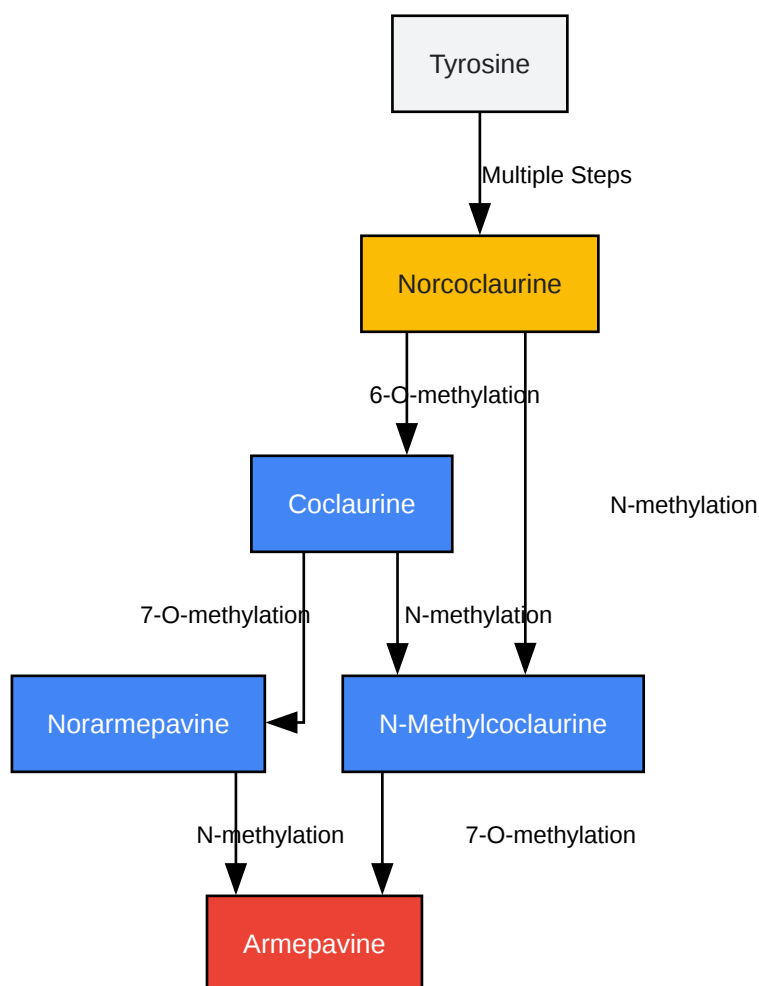 Tyrosine
Multiple Steps
Norcoclaurine
6-O-methylation
Coclaurine
N-methylation
7-O-methylation
N-methylation
Norarmepavine
N-Methylcoclaurine
N-methylation
7-O-methylation
Armepavine